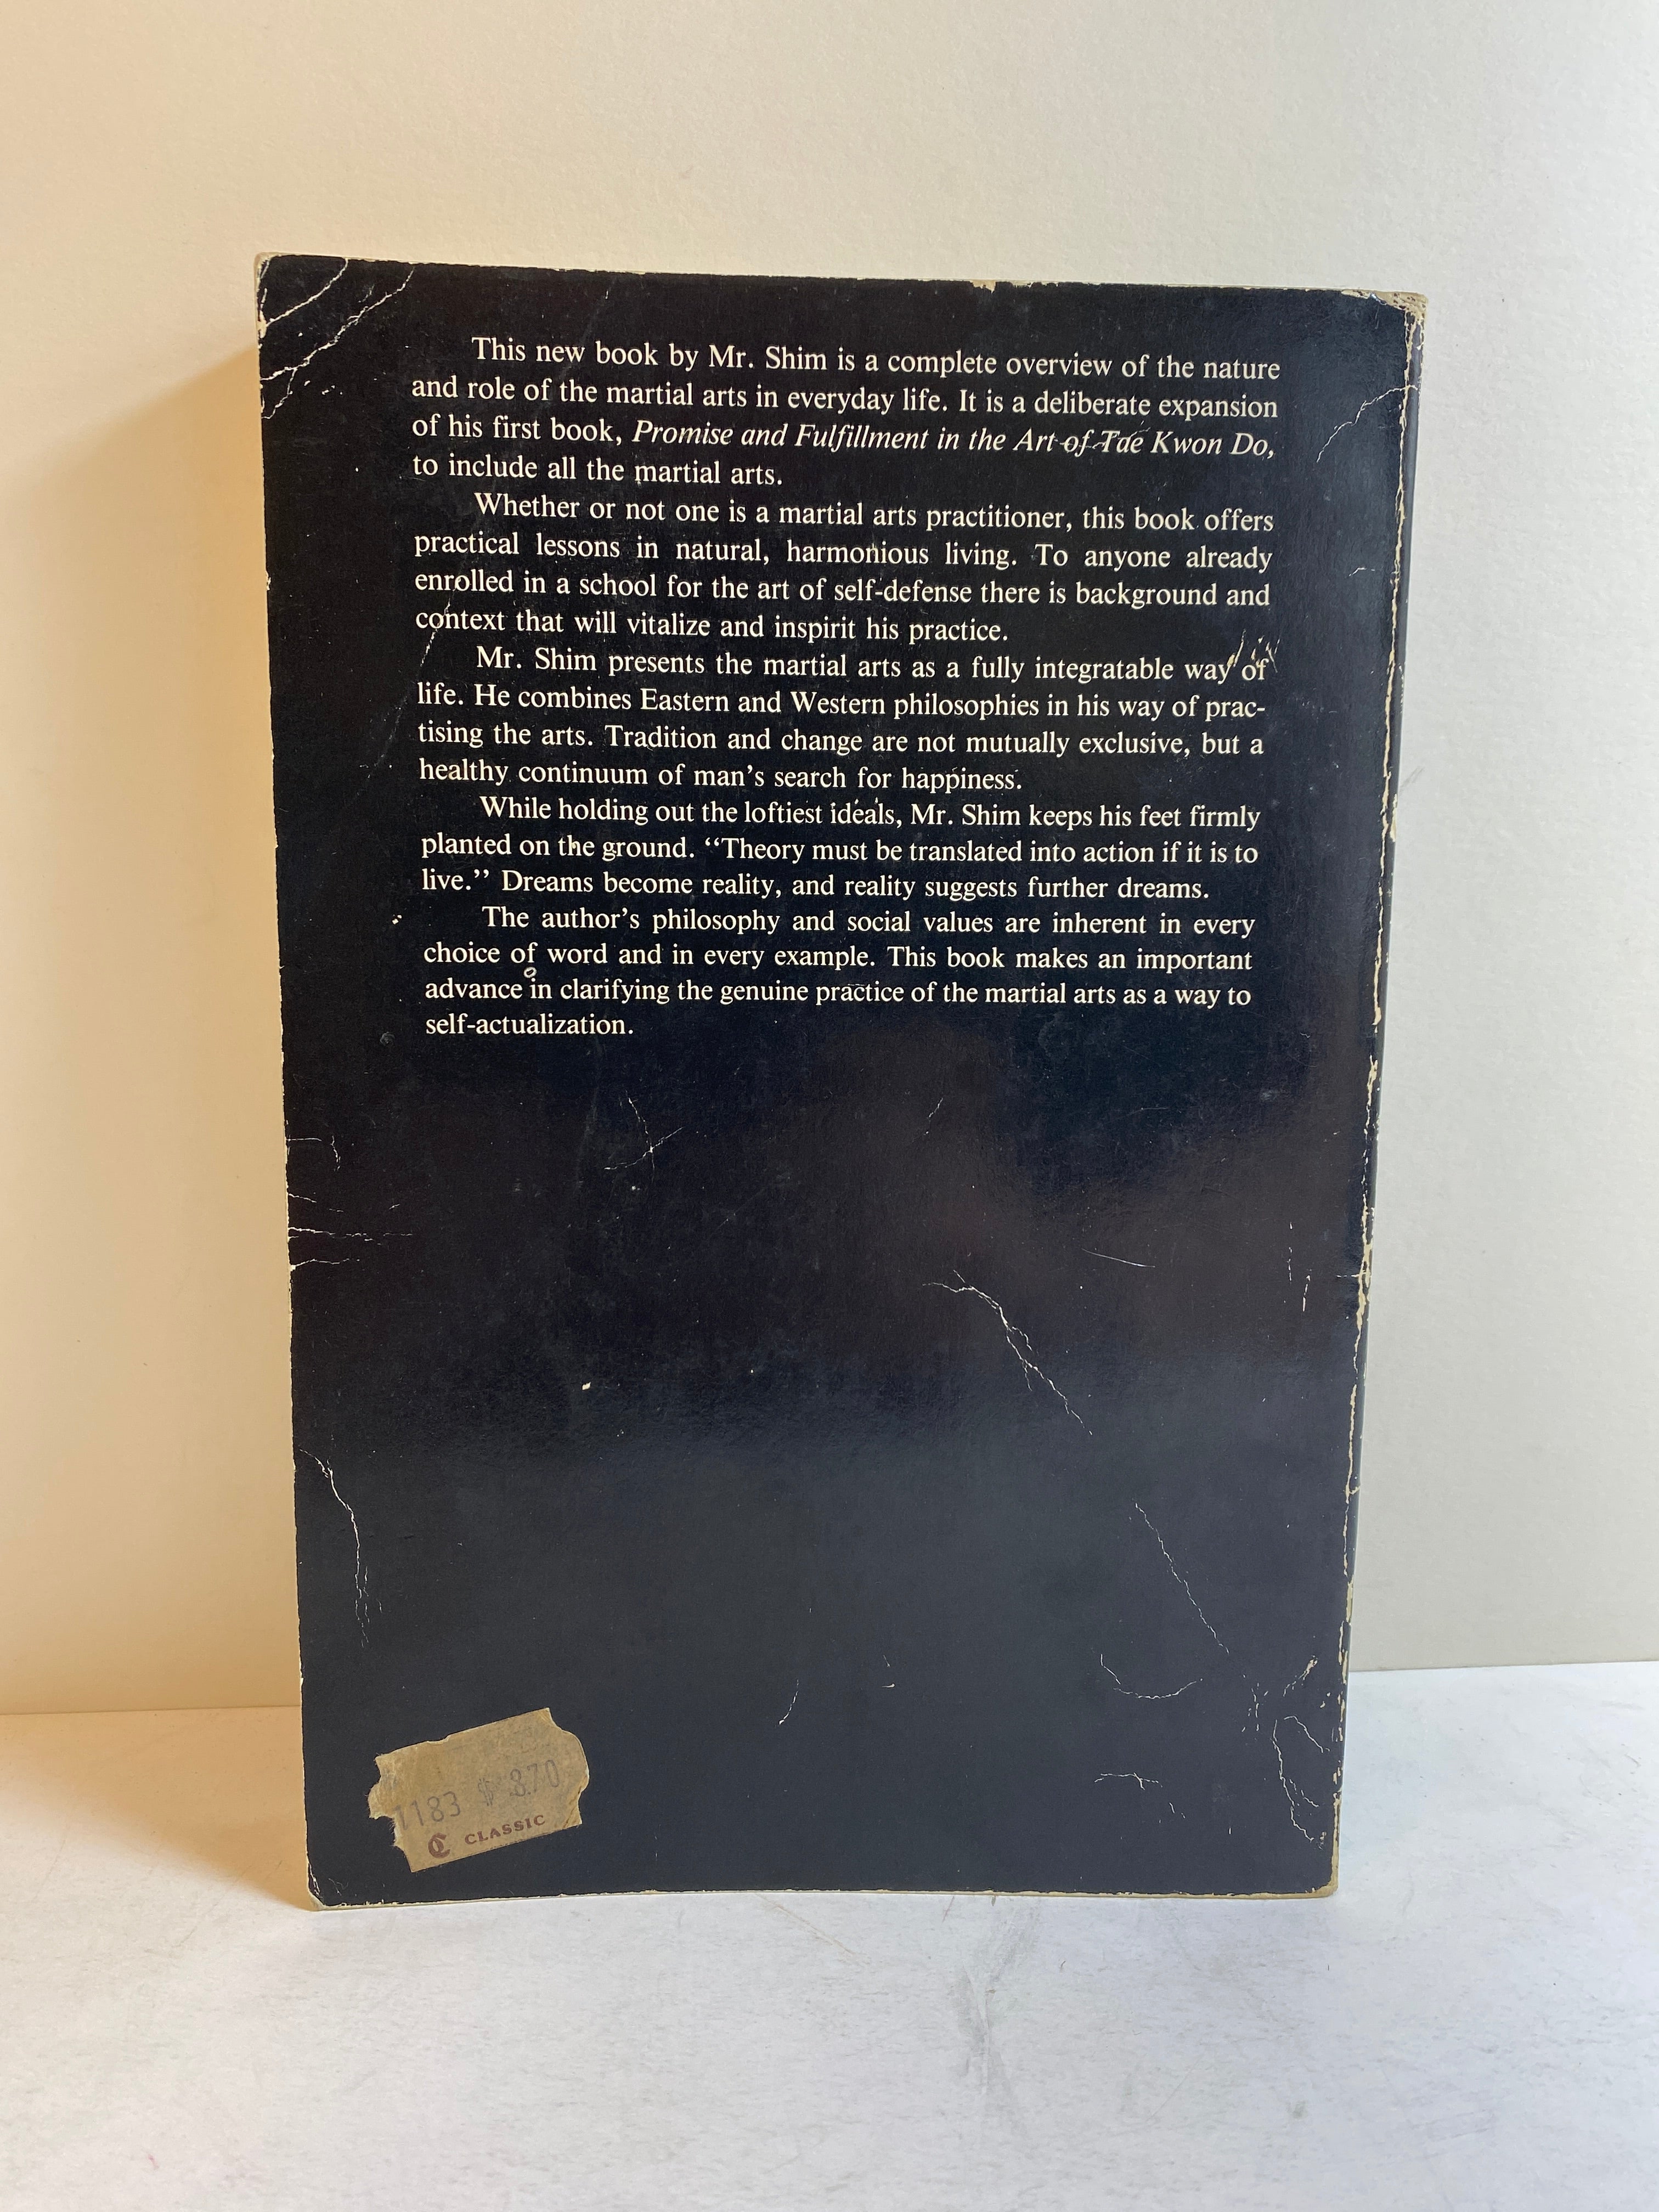 This new book by Mr. Shim is a complete overview of the nature
and role of the martial arts in everyday life. It is a deliberate expansion
of his first book, Promise and Fulfillment in the Art of Tae Kwon Do,
to include all the martial arts.
Whether or not one is a martial arts practitioner, this book offers
practical lessons in natural, harmonious living. To anyone already
enrolled in a school for the art of self-defense there is background and
context that will vitalize and inspirit his practice.
Mr. Shim presents the martial arts as a fully integratable way of
life. He combines Eastern and Western philosophies in his way of prac-
tising the arts. Tradition and change are not mutually exclusive, but a
healthy continuum of man's search for happiness.
While holding out the loftiest ideals, Mr. Shim keeps his feet firmly
planted on the ground. “Theory must be translated into action if it is to
live.” Dreams become reality, and reality suggests further dreams.
The author's philosophy and social values are inherent in every
choice of word and in every example. This book makes an important
advance in clarifying the genuine practice of the martial arts as a way to
self-actualization.
1183 $ 870
CLASSIC